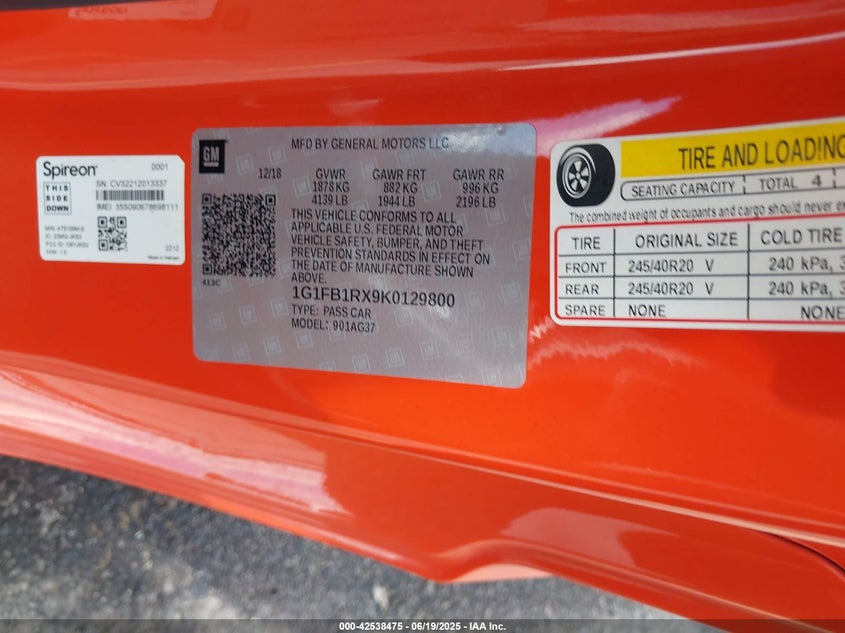 Spireon 0001
THIS
SIDE
DOWN
SN: CV32212013337
IMEI: 355090678698111
2212
H/W: 1.0
Made in Vietnam
GM
MFD BY GENERAL MOTORS LLC
12/18 GVWR GAWR FRT GAWR RR
1878 KG 882 KG 996 KG
4139 LB 1944 LB 2196 LB
THIS VEHICLE CONFORMS TO ALL
APPLICABLE U.S. FEDERAL MOTOR
VEHICLE SAFETY, BUMPER, AND THEFT
PREVENTION STANDARDS IN EFFECT ON
THE DATE OF MANUFACTURE SHOWN
ABOVE.
413C
1G1FB1RX9K0129800
TYPE: PASS CAR
MODEL: 901AG37
TIRE AND LOADING
SEATING CAPACITY TOTAL 4
The combined weight of occupants and cargo should never
TIRE ORIGINAL SIZE COLD TIRE
FRONT 245/40R20 V 240 kPa, 3
REAR 245/40R20 V 240 kPa, 3
SPARE NONE NONE
000-42538475 - 06/19/2025 - IAA Inc.